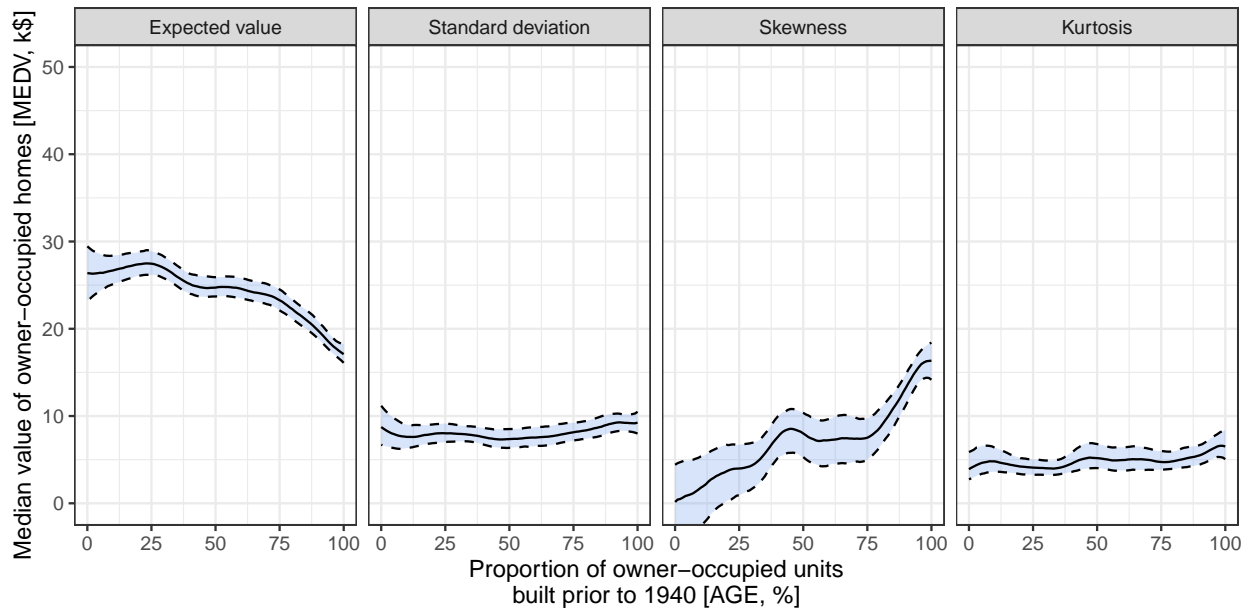 Expected value
Standard deviation
Skewness
Kurtosis
Median value of owner−occupied homes [MEDV, k$]
50
40
30
20
10
0
0 25 50 75 100
0 25 50 75 100
0 25 50 75 100
0 25 50 75 100
Proportion of owner−occupied units
built prior to 1940 [AGE, %]